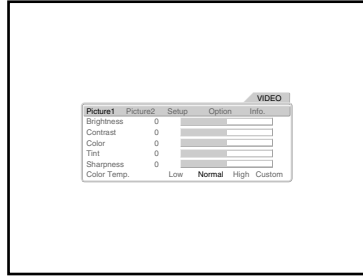 VIDEO
Picture1 Picture2 Setup Option Info.
Brightness 0
Contrast 0
Color 0
Tint 0
Sharpness 0
Color Temp. Low Normal High Custom